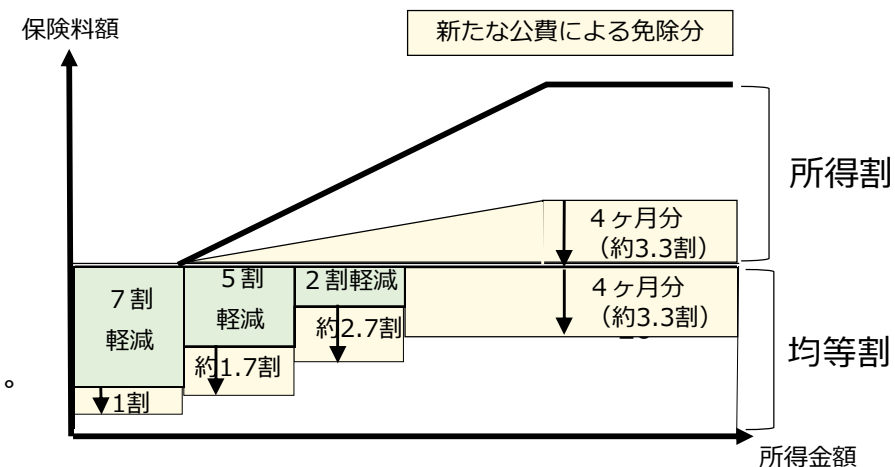 保険料額
新たな公費による免除分
所得割
4ヶ月分
（約3.3割）
7割
軽減
5割
軽減
2割軽減
4ヶ月分
（約3.3割）
約2.7割
約1.7割
1割
均等割
。
所得金額